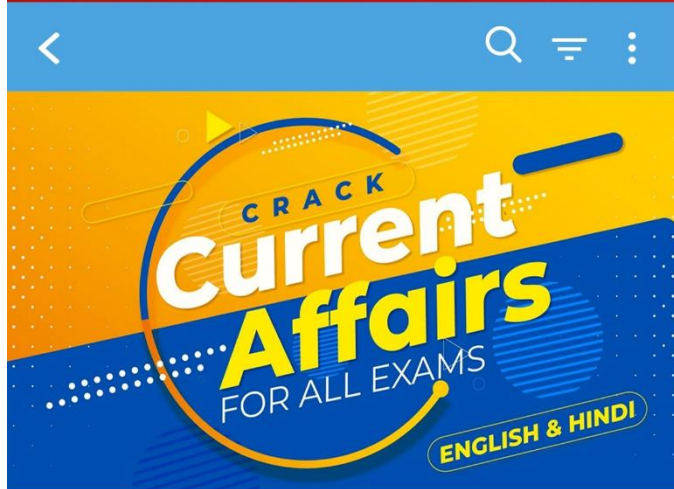 CRACK
Current
Affairs
FOR ALL EXAMS
ENGLISH & HINDI